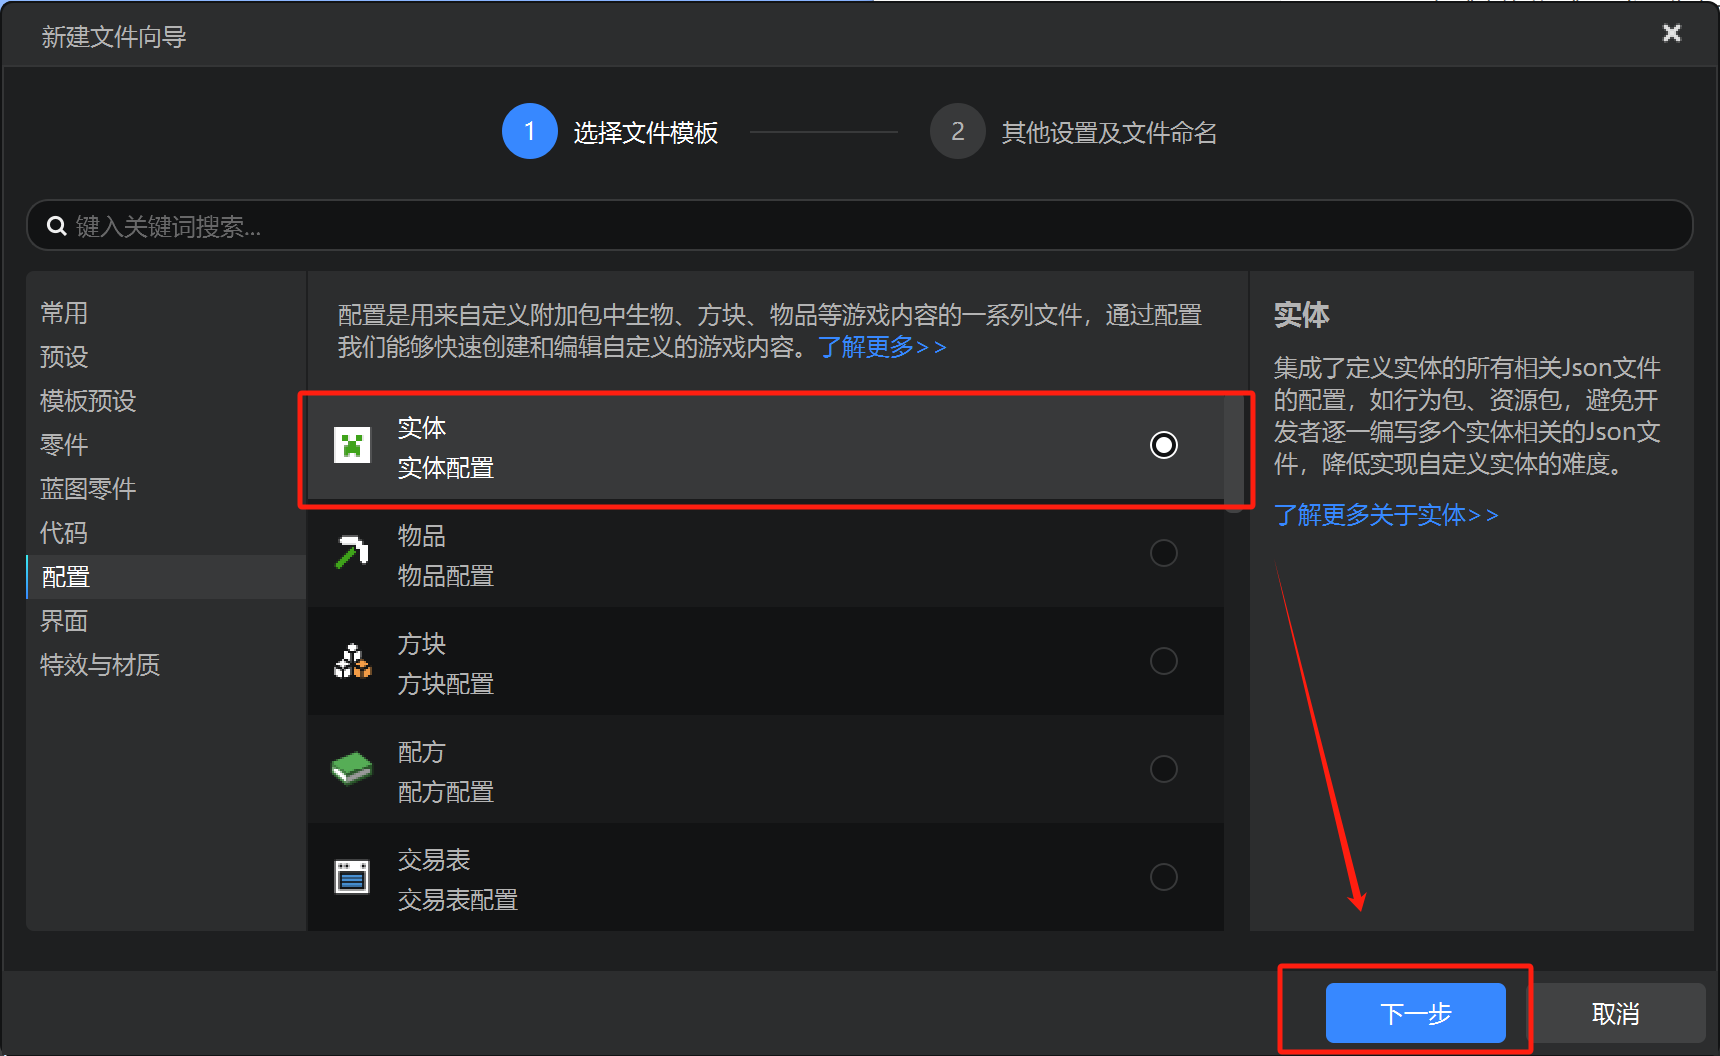 新建文件向导
1 选择文件模板
2 其他设置及文件命名
键入关键词搜索...
常用
预设
模板预设
零件
蓝图零件
代码
配置
界面
特效与材质
配置是用来自定义附加包中生物、方块、物品等游戏内容的一系列文件，通过配置
我们能够快速创建和编辑自定义的游戏内容。了解更多>>
实体
实体配置
物品
物品配置
方块
方块配置
配方
配方配置
交易表
交易表配置
实体
集成了定义实体的所有相关Json文件
的配置，如行为包、资源包，避免开
发者逐一编写多个实体相关的Json文
件，降低实现自定义实体的难度。
了解更多关于实体>>
下一步
取消